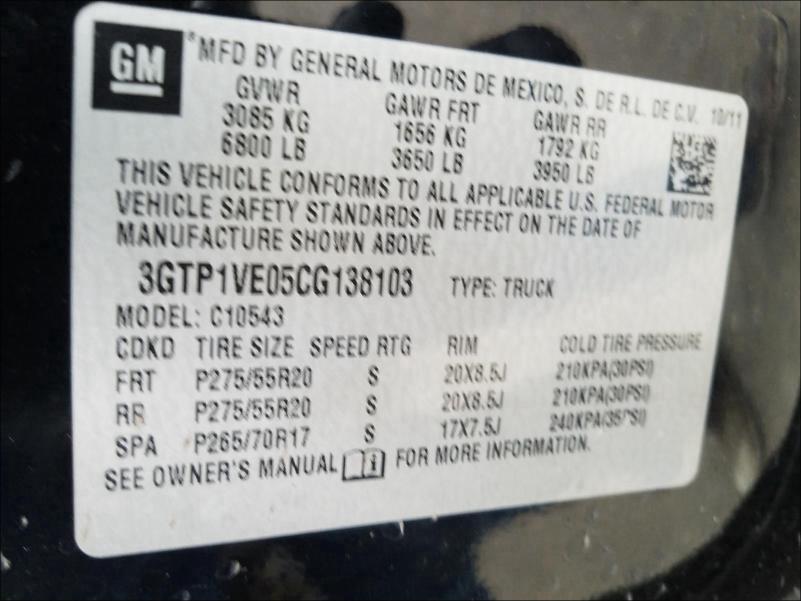 GM
®MFD BY GENERAL MOTORS DE MEXICO, S. DE R.L. DE C.V. 10/11
GVWR GAWR FRT GAWR RR
3085 KG 1656 KG 1792 KG
6800 LB 3650 LB 3950 LB
THIS VEHICLE CONFORMS TO ALL APPLICABLE U.S. FEDERAL MOTOR
VEHICLE SAFETY STANDARDS IN EFFECT ON THE DATE OF
MANUFACTURE SHOWN ABOVE.
3GTP1VE05CG138103 TYPE: TRUCK
MODEL: C10543
CDKD TIRE SIZE SPEED RTG RIM COLD TIRE PRESSURE
FRT P275/55R20 S 20X8.5J 210KPA(30PSI)
RR P275/55R20 S 20X8.5J 210KPA(30PSI)
SPA P265/70R17 S 17X7.5J 240KPA(35PSI)
SEE OWNER'S MANUAL FOR MORE INFORMATION.